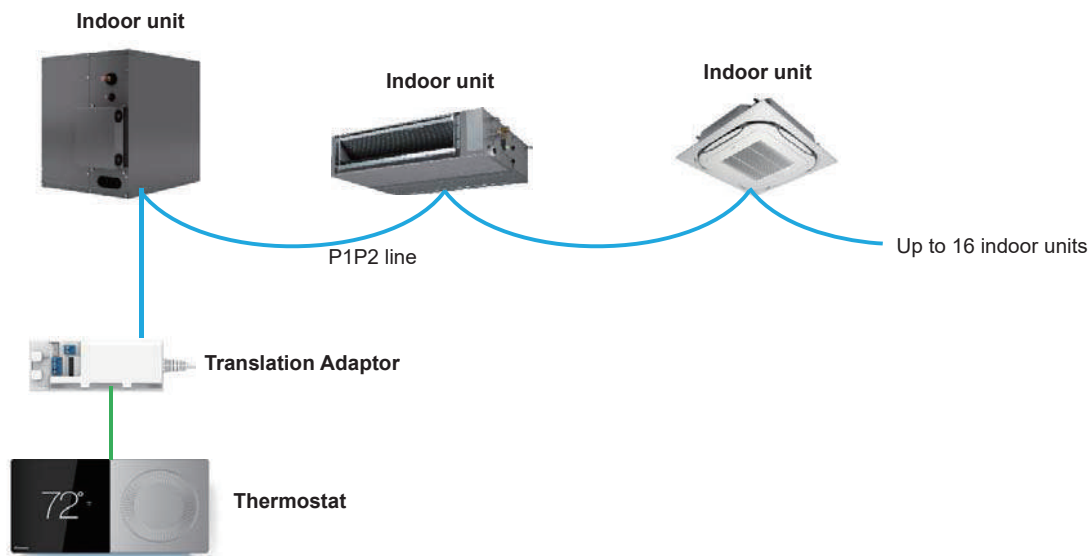 Indoor unit
Indoor unit
Indoor unit
P1P2 line
Up to 16 indoor units
Translation Adaptor
72°
Thermostat